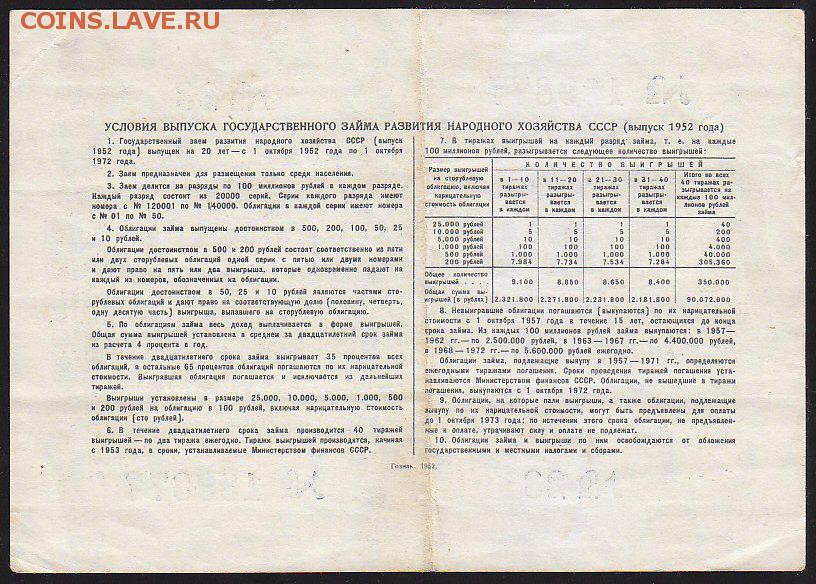 COINS.LAVE.RU
УСЛОВИЯ ВЫПУСКА ГОСУДАРСТВЕННОГО ЗАЙМА РАЗВИТИЯ НАРОДНОГО ХОЗЯЙСТВА СССР (выпуск 1952 года)
1. Государственный заем развития народного хозяйства СССР (выпуск
1952 года) выпущен на 20 лет — с 1 октября 1952 года по 1 октября
1972 года.
2. Заем предназначен для размещения только среди населения.
3. Заем делится на разряды по 100 миллионов рублей в каждом разряде.
Каждый разряд состоит из 20000 серий. Серии каждого разряда имеют
номера с № 120001 по № 140000. Облигации в каждой серии имеют номера
с № 01 по № 50.
4. Облигации займа выпущены достоинством в 500, 200, 100, 50, 25
и 10 рублей.
Облигации достоинством в 500 и 200 рублей состоят соответственно из пяти
или двух сторублевых облигаций одной серии с пятью или двумя номерами
и дают право на пять или два выигрыша, которые одновременно падают на
каждый из номеров, обозначенных на облигации.
Облигации достоинством в 50, 25 и 10 рублей являются частями сто-
рублевых облигаций и дают право на соответствующую долю (половину, четверть,
одну десятую часть) выигрыша, выпавшего на сторублевую облигацию.
5. По облигациям займа весь доход выплачивается в форме выигрышей.
Общая сумма выигрышей установлена в среднем за двадцатилетний срок займа
из расчета 4 процента в год.
В течение двадцатилетнего срока займа выигрывает 35 процентов всех
облигаций, а остальные 65 процентов облигаций погашаются по их нарицательной
стоимости. Выигравшая облигация погашается и исключается из дальнейших
тиражей.
Выигрыши установлены в размере 25.000, 10.000, 5.000, 1.000, 500
и 200 рублей на облигацию в 100 рублей, включая нарицательную стоимость
облигации (сто рублей).
6. В течение двадцатилетнего срока займа производится 40 тиражей
выигрышей — по два тиража ежегодно. Тиражи выигрышей производятся, начиная
с 1953 года, в сроки, устанавливаемые Министерством финансов СССР.
7. В тиражах выигрышей на каждый разряд займа, т. е. на каждые
100 миллионов рублей, разыгрывается следующее количество выигрышей:
КОЛИЧЕСТВО ВЫИГРЫШЕЙ
Размер выигрышей на сторублевую облигацию, включая нарицательную стоимость облигации | в 1—10 тиражах разыгрывается в каждом | в 11—20 тиражах разыгрывается в каждом | в 21—30 тиражах разыгрывается в каждом | в 31—40 тиражах разыгрывается в каждом | Итого во всех 40 тиражах разыгрывается на каждые 100 миллионов рублей займа
25.000 рублей 1 1 1 1 40
10.000 рублей 5 5 5 5 200
5.000 рублей 10 10 10 10 400
1.000 рублей 100 100 100 100 4.000
500 рублей 1.000 1.000 1.000 1.000 40.000
200 рублей 7.984 7.734 7.534 7.284 305.360
Общее количество
выигрышей . . . . 9.100 8.850 8.650 8.400 350.000
Общая сумма вы-
игрышей (в рублях) 2.321.800 2.271.800 2.231.800 2.181.800 90.072.000
8. Невыигравшие облигации погашаются (выкупаются) по их нарицательной
стоимости с 1 октября 1957 года в течение 15 лет, остающихся до конца
срока займа. Из каждых 100 миллионов рублей займа выкупаются: в 1957—
1962 гг.— по 2.500.000 рублей, в 1963—1967 гг.— по 4.400.000 рублей,
в 1968—1972 гг.— по 5.600.000 рублей ежегодно.
Облигации займа, подлежащие выкупу в 1957—1971 гг., определяются
ежегодными тиражами погашения. Сроки проведения тиражей погашения уста-
навливаются Министерством финансов СССР. Облигации, не вышедшие в тиражи
погашения, выкупаются с 1 октября 1972 года.
9. Облигации, на которые пали выигрыши, а также облигации, подлежащие
выкупу по их нарицательной стоимости, могут быть предъявлены для оплаты
до 1 октября 1973 года; по истечении этого срока облигации, не предъявлен-
ные к оплате, утрачивают силу и оплате не подлежат.
10. Облигации займа и выигрыши по ним освобождаются от обложения
государственными и местными налогами и сборами.
Гознак. 1952.